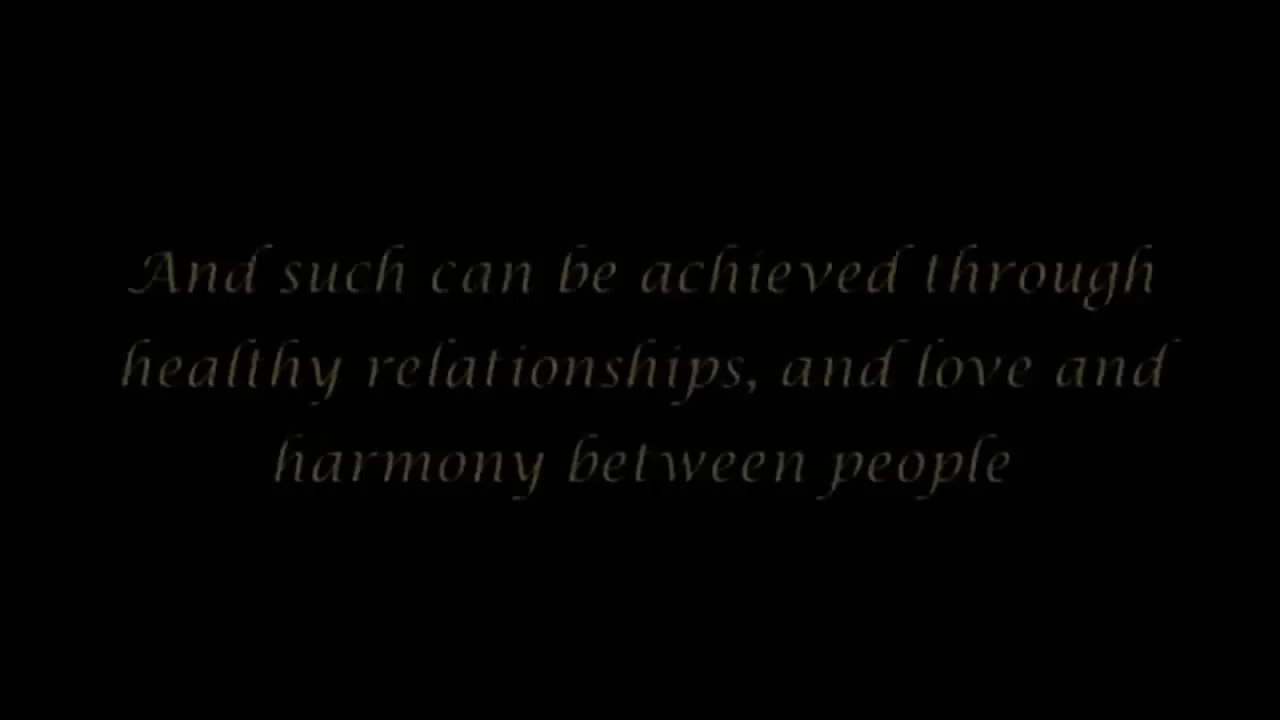 And such can be achieved through
healthy relationships, and love and
harmony between people